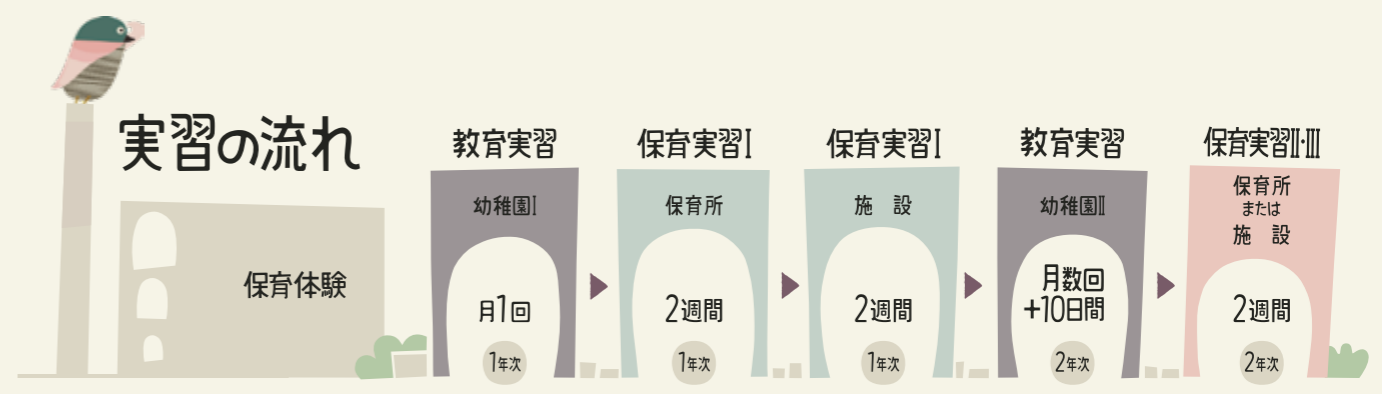 実習の流れ
保育体験
教育実習
幼稚園Ⅰ
月1回
1年次
保育実習Ⅰ
保育所
2週間
1年次
保育実習Ⅰ
施 設
2週間
1年次
教育実習
幼稚園Ⅱ
月数回
+10日間
2年次
保育実習Ⅱ·Ⅲ
保育所
または
施 設
2週間
2年次